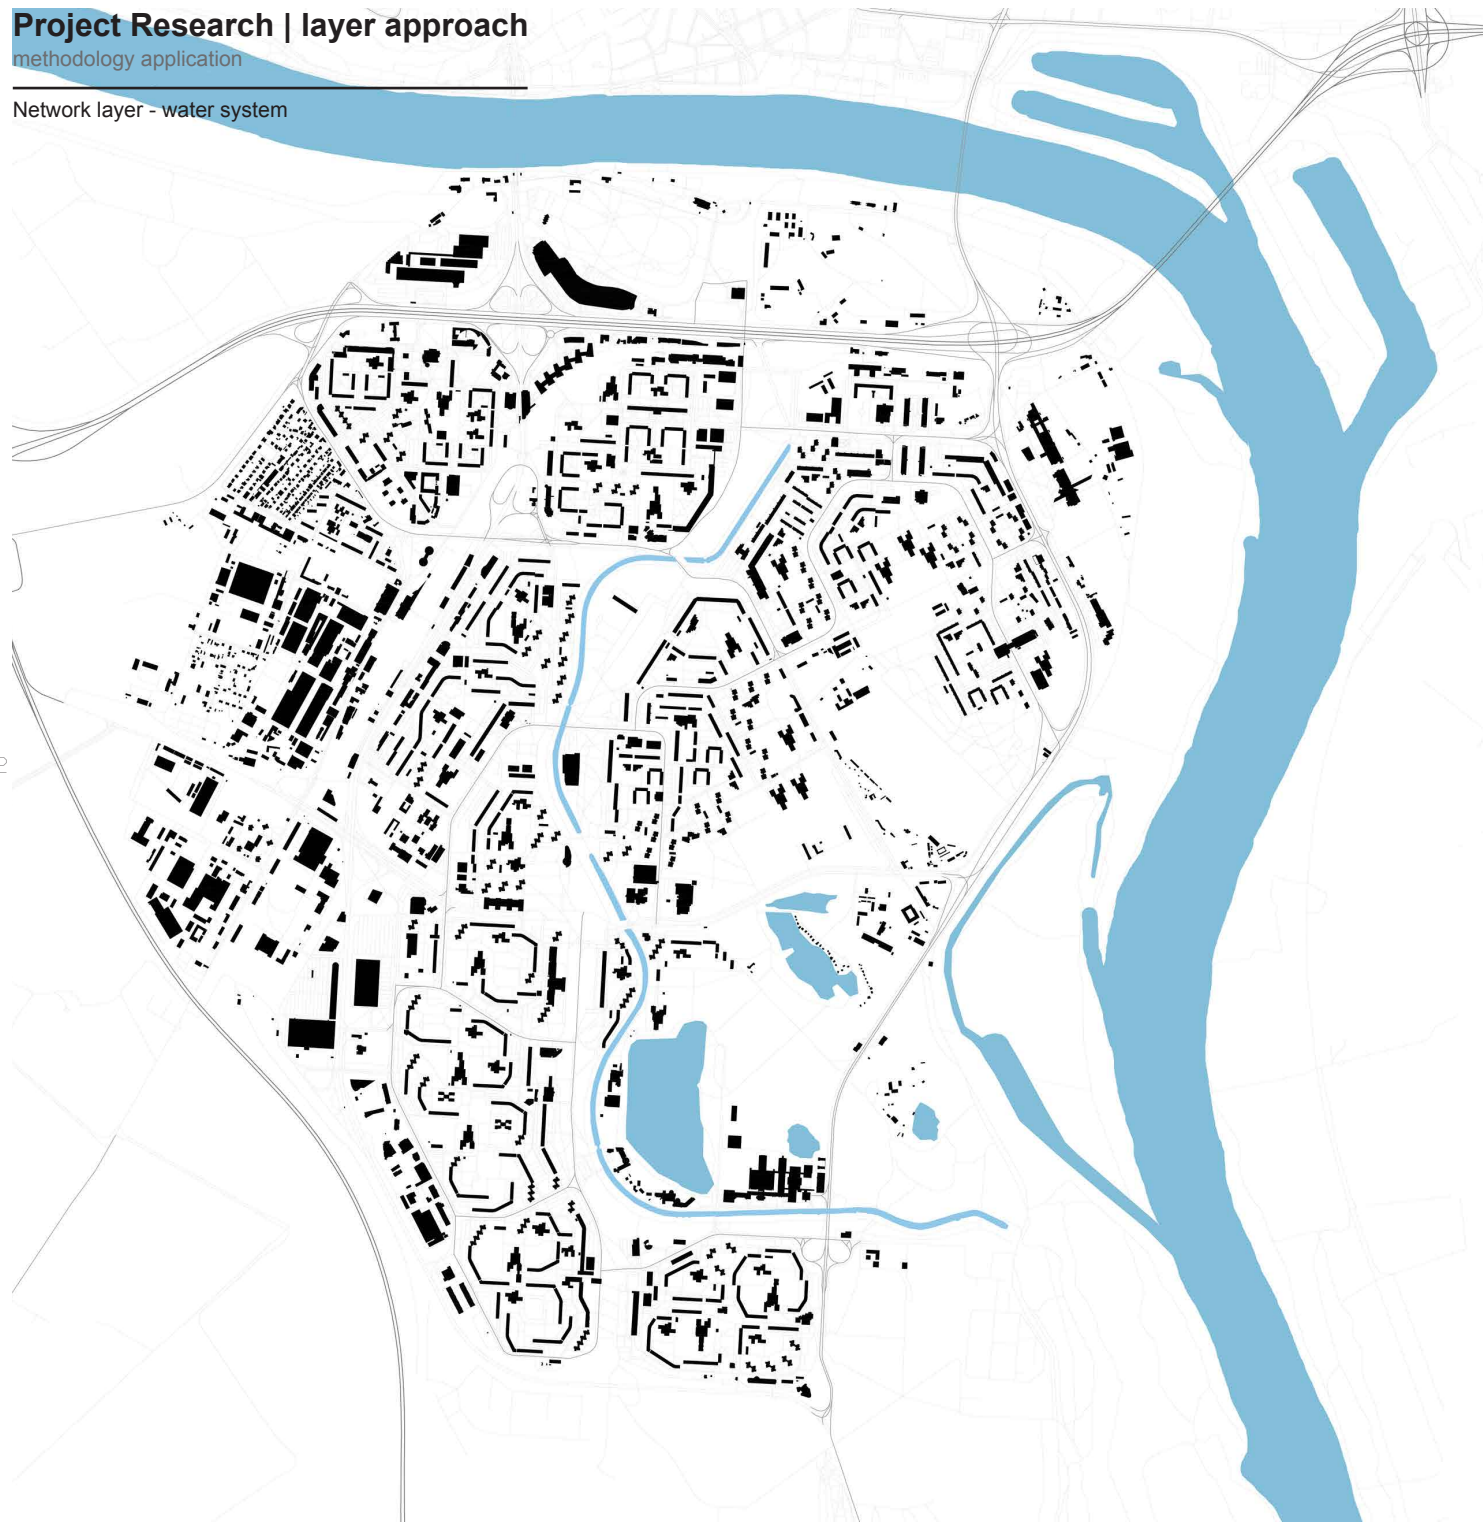 Project Research | layer approach
methodology application
Network layer - water system